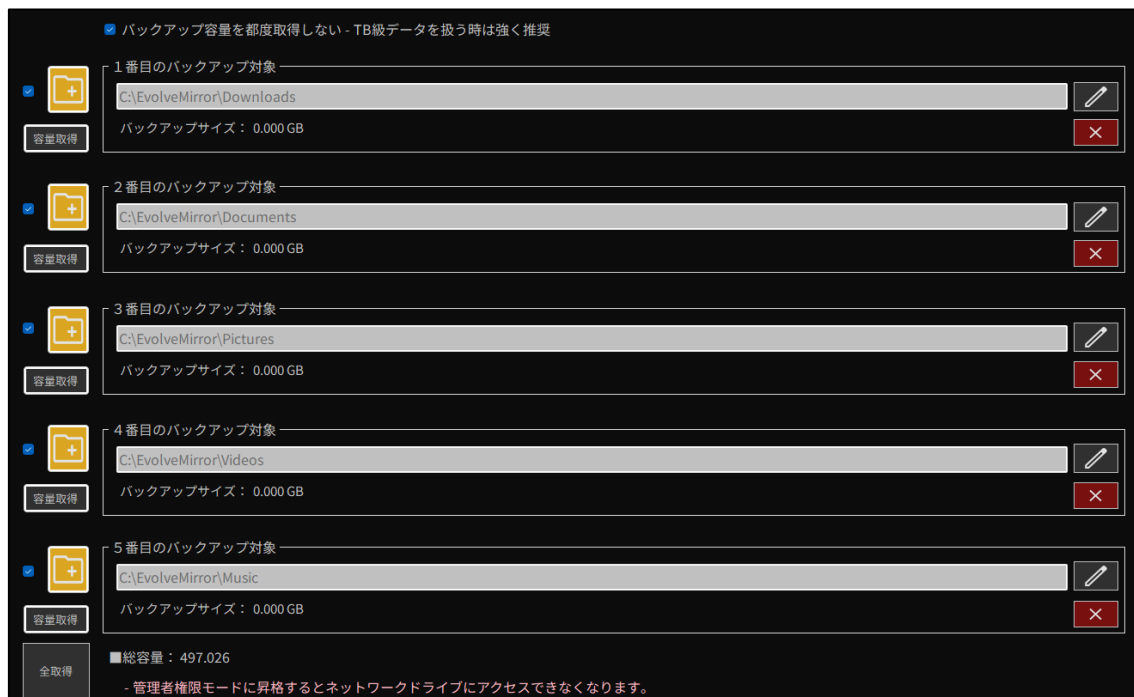 バックアップ容量を都度取得しない - TB級データを扱う時は強く推奨
１番目のバックアップ対象
C:\EvolveMirror\Downloads
容量取得
バックアップサイズ： 0.000 GB
２番目のバックアップ対象
C:\EvolveMirror\Documents
容量取得
バックアップサイズ： 0.000 GB
３番目のバックアップ対象
C:\EvolveMirror\Pictures
容量取得
バックアップサイズ： 0.000 GB
４番目のバックアップ対象
C:\EvolveMirror\Videos
容量取得
バックアップサイズ： 0.000 GB
５番目のバックアップ対象
C:\EvolveMirror\Music
容量取得
バックアップサイズ： 0.000 GB
全取得
■総容量： 497.026
- 管理者権限モードに昇格するとネットワークドライブにアクセスできなくなります。